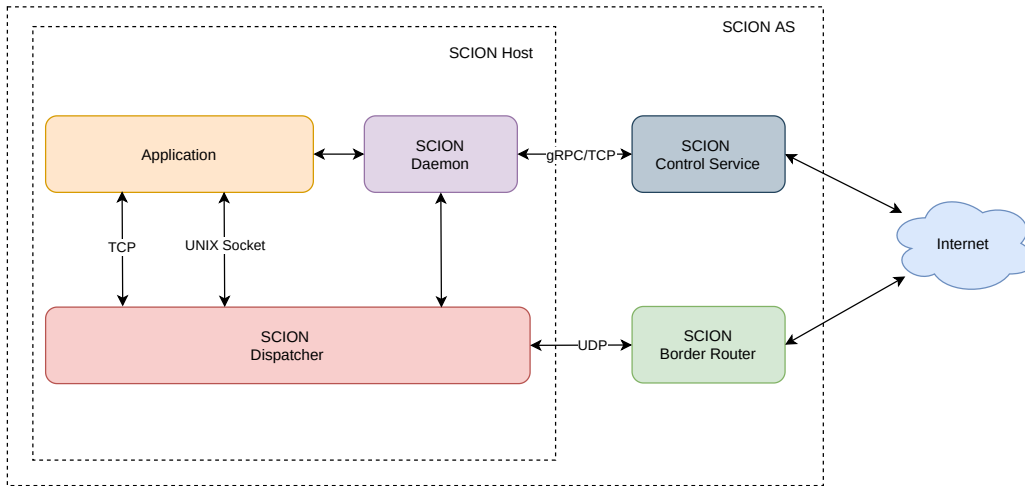 SCION AS
SCION Host
Application
SCION
Daemon
gRPC/TCP
SCION
Control Service
TCP
UNIX Socket
Internet
SCION
Dispatcher
UDP
SCION
Border Router